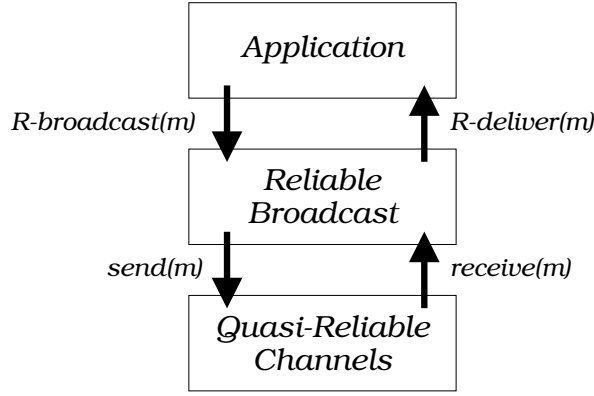 Application
R-broadcast(m)
R-deliver(m)
Reliable
Broadcast
send(m)
receive(m)
Quasi-Reliable
Channels